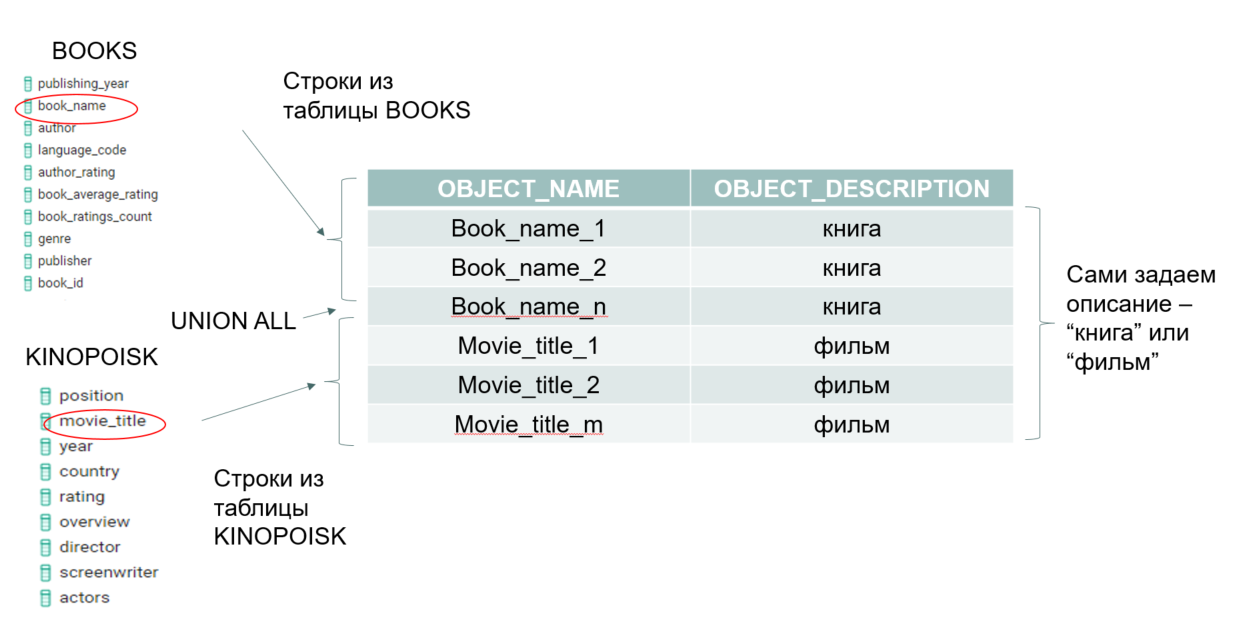 BOOKS
publishing_year
book_name
author
language_code
author_rating
book_average_rating
book_ratings_count
genre
publisher
book_id
Строки из
таблицы BOOKS
UNION ALL
KINOPOISK
position
movie_title
year
country
rating
overview
director
screenwriter
actors
Строки из
таблицы
KINOPOISK
OBJECT_NAME OBJECT_DESCRIPTION
Book_name_1 книга
Book_name_2 книга
Book_name_n книга
Movie_title_1 фильм
Movie_title_2 фильм
Movie_title_m фильм
Сами задаем
описание –
“книга” или
“фильм”